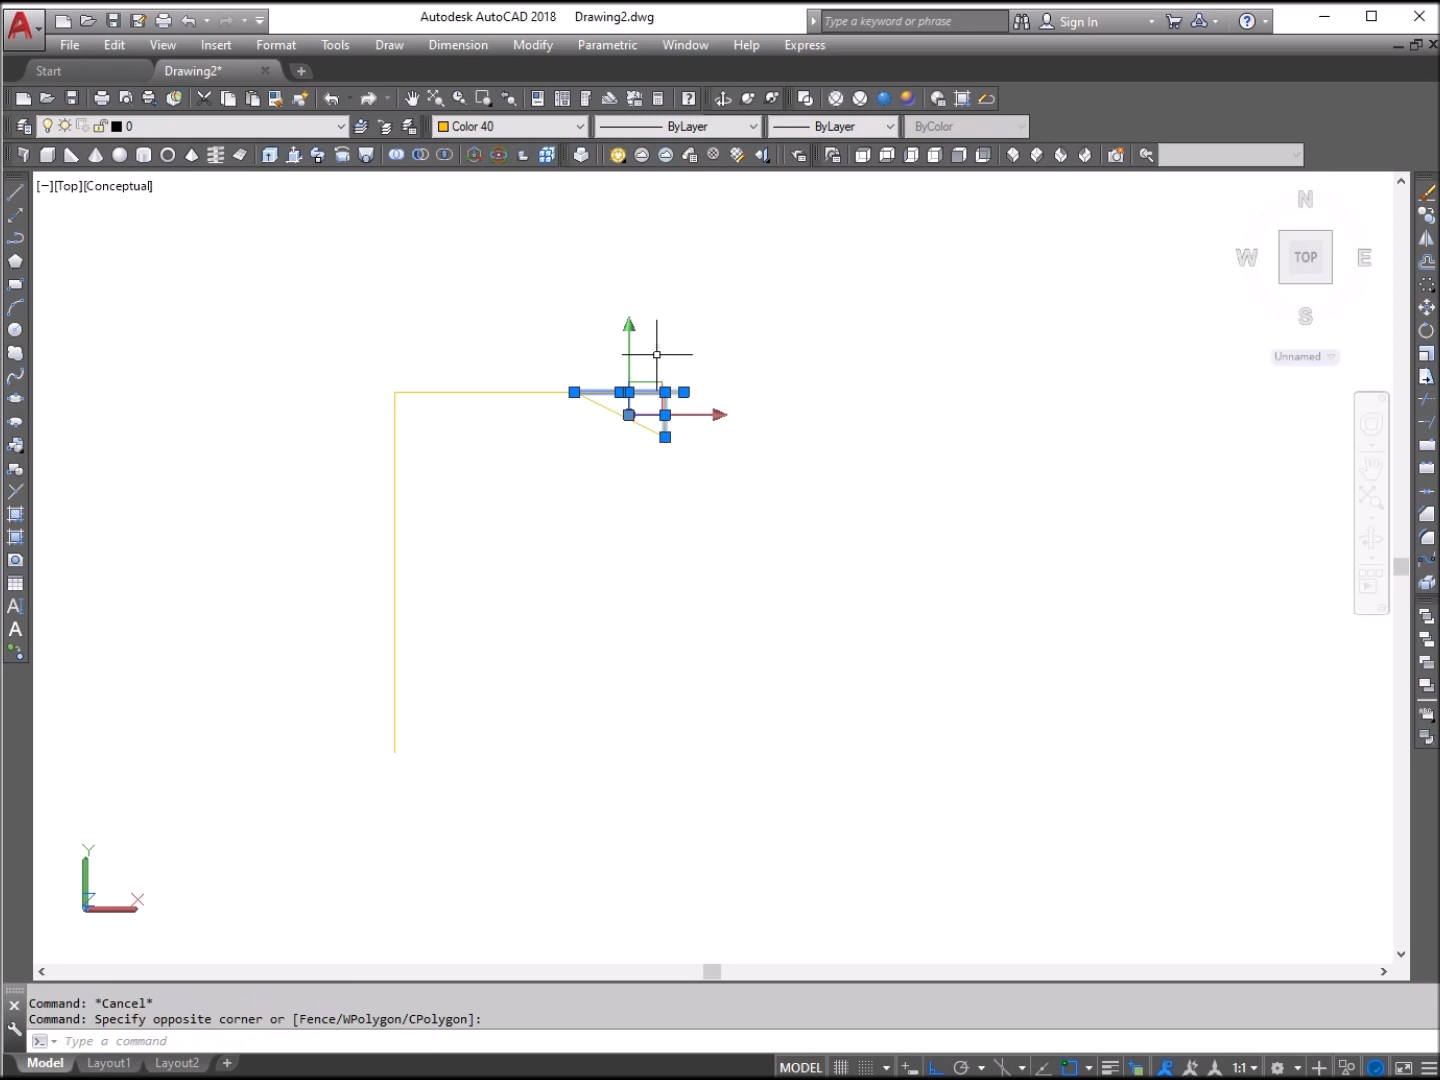 Autodesk AutoCAD 2018 Drawing2.dwg
Type a keyword or phrase
Sign In
File Edit View Insert Format Tools Draw Dimension Modify Parametric Window Help Express
Start
Drawing2*
0
Color 40
ByLayer
ByLayer
ByColor
[−][Top][Conceptual]
N
W
TOP
E
S
Unnamed
Y
Z
X
Command: *Cancel*
Command: Specify opposite corner or [Fence/WPolygon/CPolygon]:
Type a command
Model Layout1 Layout2
MODEL
1:1